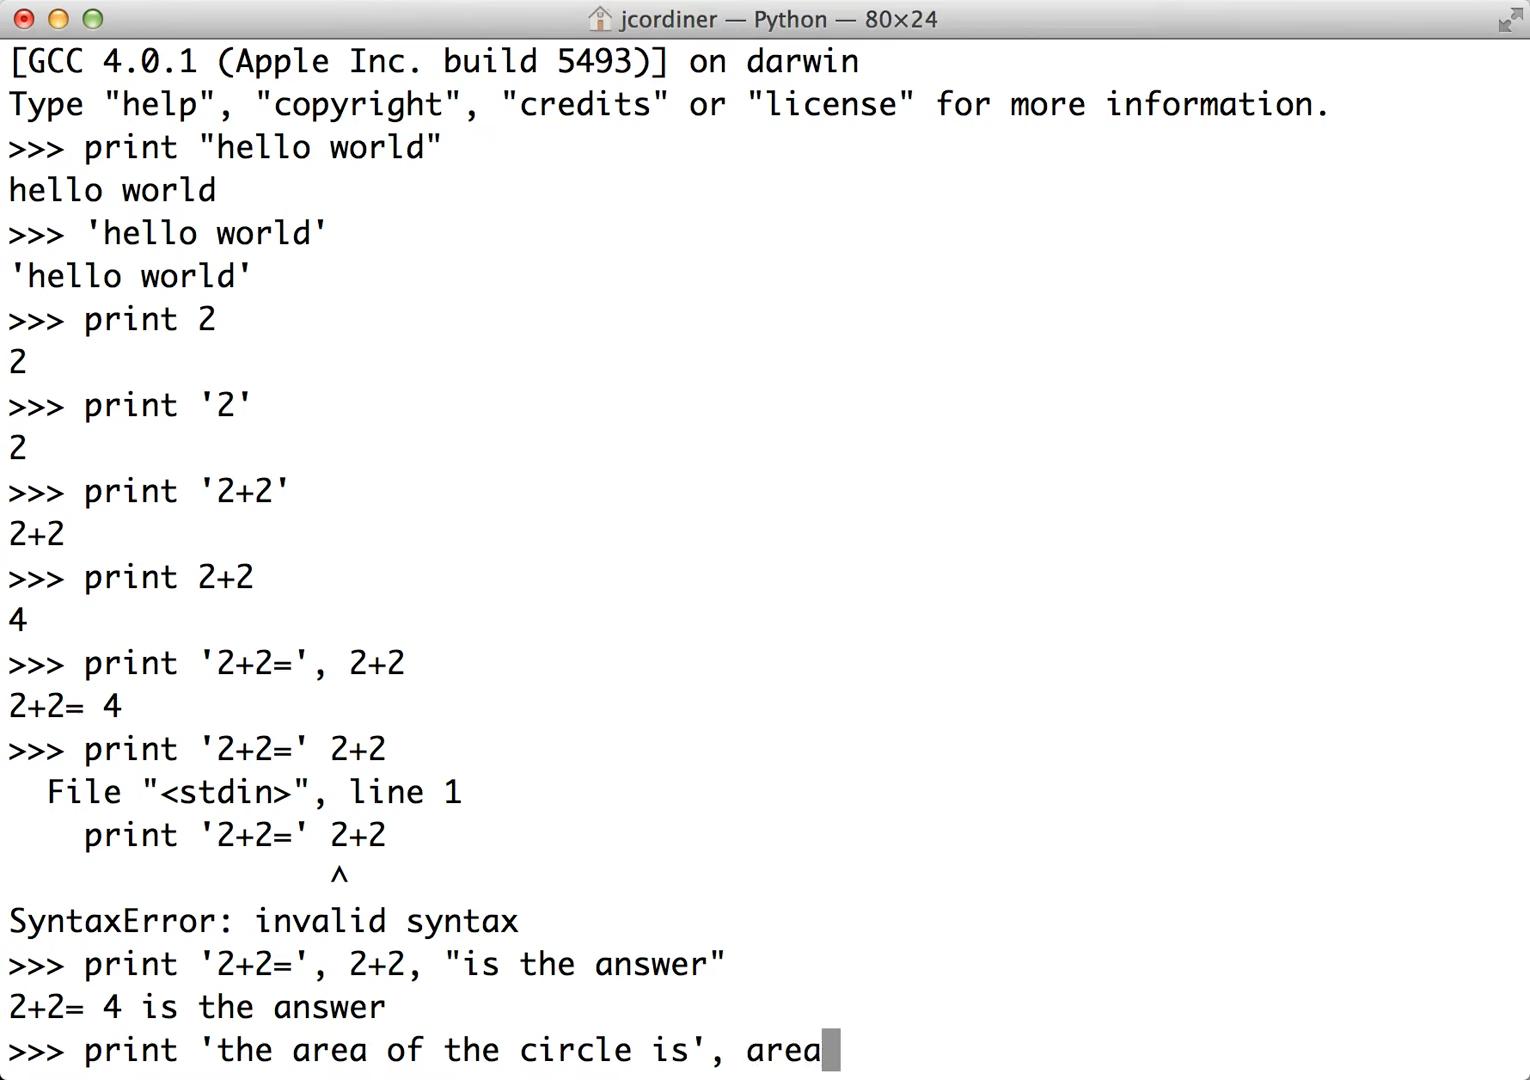 jcordiner — Python — 80×24
[GCC 4.0.1 (Apple Inc. build 5493)] on darwin
Type "help", "copyright", "credits" or "license" for more information.
>>> print "hello world"
hello world
>>> 'hello world'
'hello world'
>>> print 2
2
>>> print '2'
2
>>> print '2+2'
2+2
>>> print 2+2
4
>>> print '2+2=', 2+2
2+2= 4
>>> print '2+2=' 2+2
  File "<stdin>", line 1
    print '2+2=' 2+2
                 ^
SyntaxError: invalid syntax
>>> print '2+2=', 2+2, "is the answer"
2+2= 4 is the answer
>>> print 'the area of the circle is', area